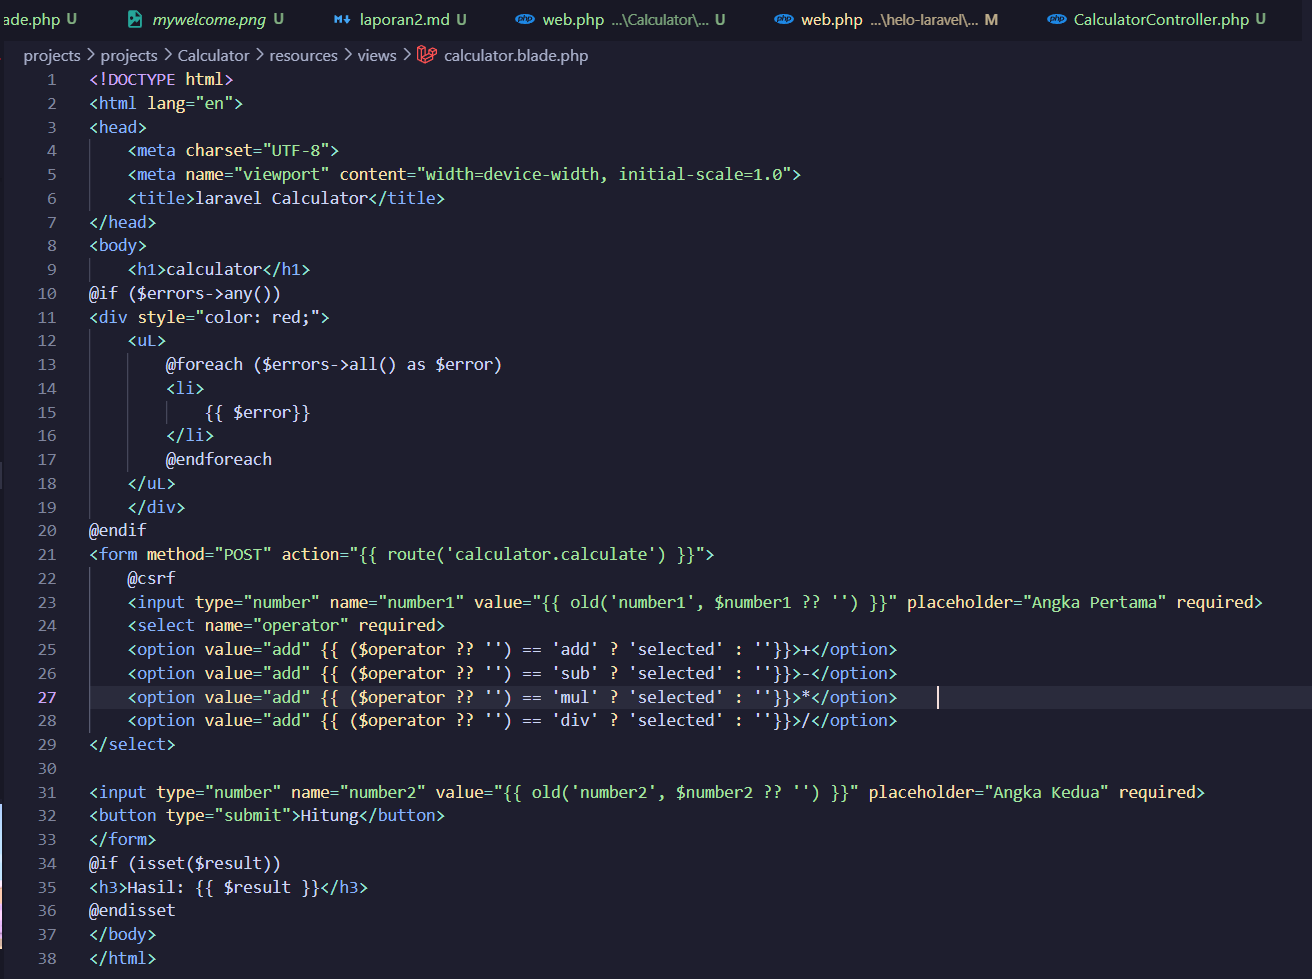 ade.php U mywelcome.png U laporan2.md U web.php ...\Calculator\... U web.php ...\helo-laravel\... M CalculatorController.php U
projects > projects > Calculator > resources > views > calculator.blade.php
1 <!DOCTYPE html>
2 <html lang="en">
3 <head>
4     <meta charset="UTF-8">
5     <meta name="viewport" content="width=device-width, initial-scale=1.0">
6     <title>laravel Calculator</title>
7 </head>
8 <body>
9     <h1>calculator</h1>
10 @if ($errors->any())
11 <div style="color: red;">
12     <uL>
13         @foreach ($errors->all() as $error)
14         <li>
15             {{ $error}}
16         </li>
17         @endforeach
18     </uL>
19     </div>
20 @endif
21 <form method="POST" action="{{ route('calculator.calculate') }}">
22     @csrf
23     <input type="number" name="number1" value="{{ old('number1', $number1 ?? '') }}" placeholder="Angka Pertama" required>
24     <select name="operator" required>
25     <option value="add" {{ ($operator ?? '') == 'add' ? 'selected' : ''}}>+</option>
26     <option value="add" {{ ($operator ?? '') == 'sub' ? 'selected' : ''}}>-</option>
27     <option value="add" {{ ($operator ?? '') == 'mul' ? 'selected' : ''}}>*</option>
28     <option value="add" {{ ($operator ?? '') == 'div' ? 'selected' : ''}}>/</option>
29 </select>
30
31 <input type="number" name="number2" value="{{ old('number2', $number2 ?? '') }}" placeholder="Angka Kedua" required>
32 <button type="submit">Hitung</button>
33 </form>
34 @if (isset($result))
35 <h3>Hasil: {{ $result }}</h3>
36 @endisset
37 </body>
38 </html>